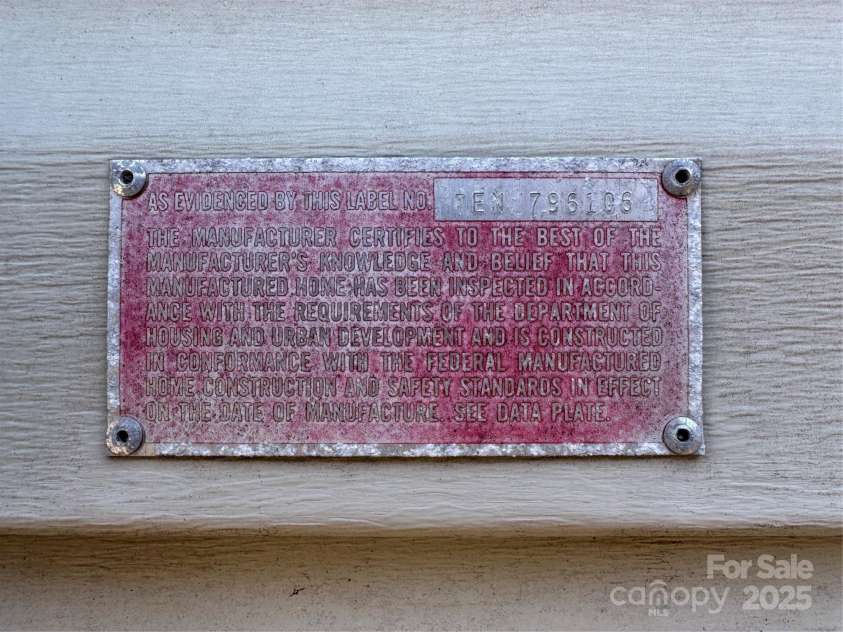 AS EVIDENCED BY THIS LABEL NO.
THE MANUFACTURER CERTIFIES TO THE BEST OF THE
MANUFACTURER'S KNOWLEDGE AND BELIEF THAT THIS
MANUFACTURED HOME HAS BEEN INSPECTED IN ACCORD-
ANCE WITH THE REQUIREMENTS OF THE DEPARTMENT OF
HOUSING AND URBAN DEVELOPMENT AND IS CONSTRUCTED
IN CONFORMANCE WITH THE FEDERAL MANUFACTURED
HOME CONSTRUCTION AND SAFETY STANDARDS IN EFFECT
ON THE DATE OF MANUFACTURE. SEE DATA PLATE.
For Sale
canopy 2025
MLS